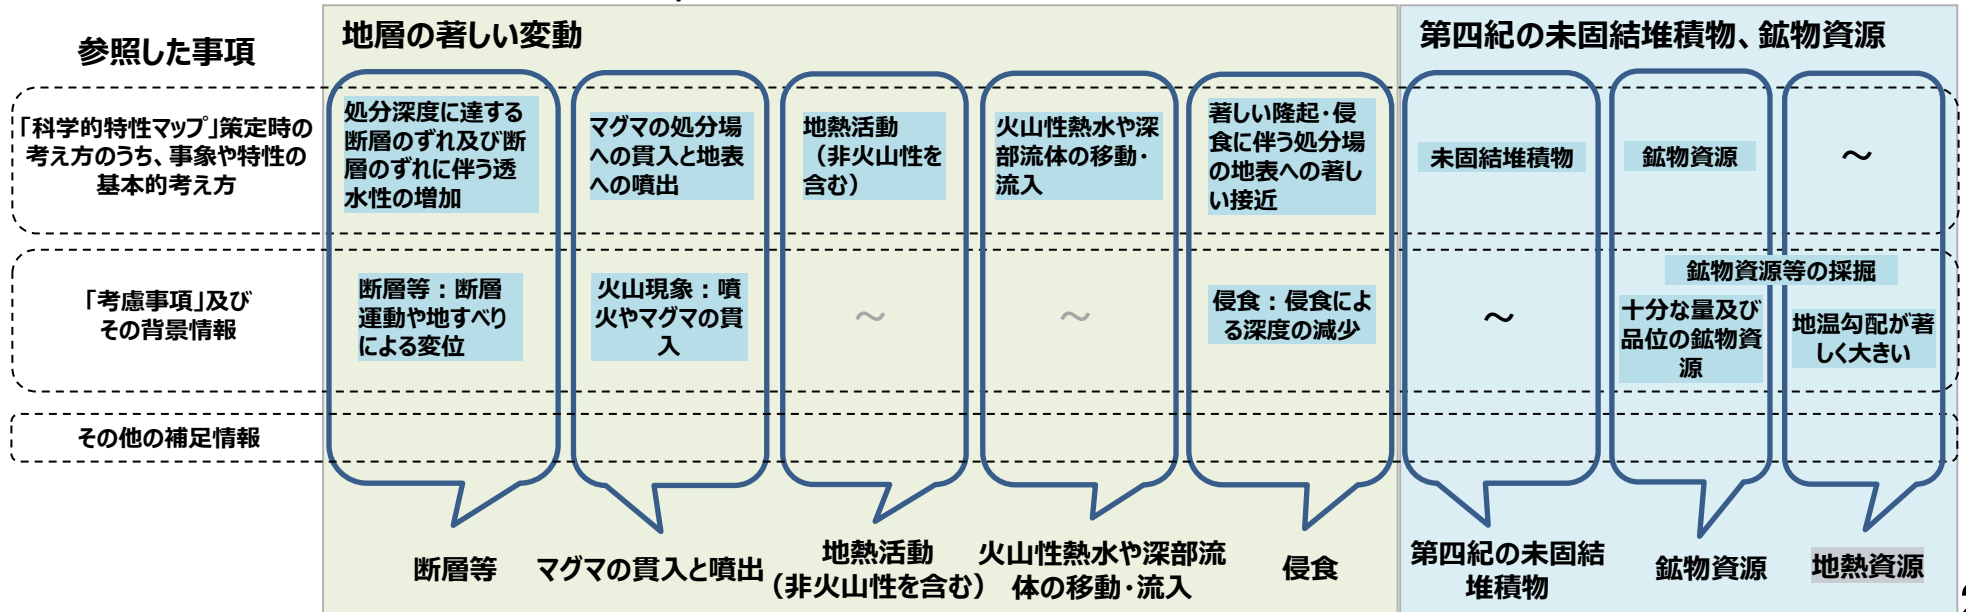 参照した事項
地層の著しい変動
第四紀の未固結堆積物、鉱物資源
「科学的特性マップ」策定時の
考え方のうち、事象や特性の
基本的考え方
処分深度に達する
断層のずれ及び断
層のずれに伴う透
水性の増加
マグマの処分場
への貫入と地表
への噴出
地熱活動
（非火山性を
含む）
火山性熱水や深
部流体の移動・
流入
著しい隆起・侵
食に伴う処分場
の地表への著し
い接近
未固結堆積物
鉱物資源
～
「考慮事項」及び
その背景情報
断層等：断層
運動や地すべり
による変位
火山現象：噴
火やマグマの貫
入
～
～
侵食：侵食によ
る深度の減少
～
鉱物資源等の採掘
十分な量及び
品位の鉱物資
源
地温勾配が著
しく大きい
その他の補足情報
断層等
マグマの貫入と噴出
地熱活動
（非火山性を含む）
火山性熱水や深部流
体の移動・流入
侵食
第四紀の未固結
堆積物
鉱物資源
地熱資源